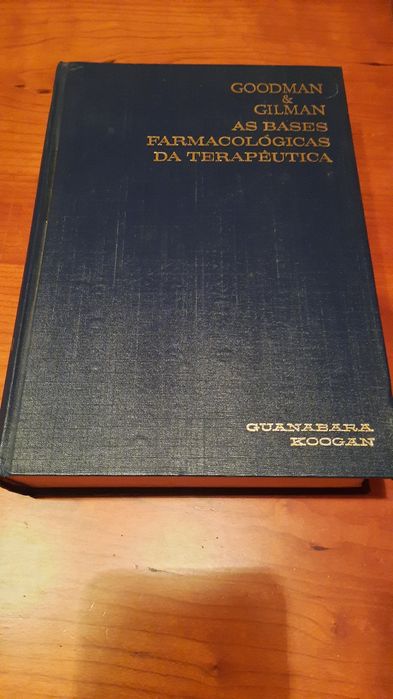 GOODMAN
&
GILMAN
AS BASES
FARMACOLÓGICAS
DA TERAPÊUTICA
GUANABARA
KOOGAN